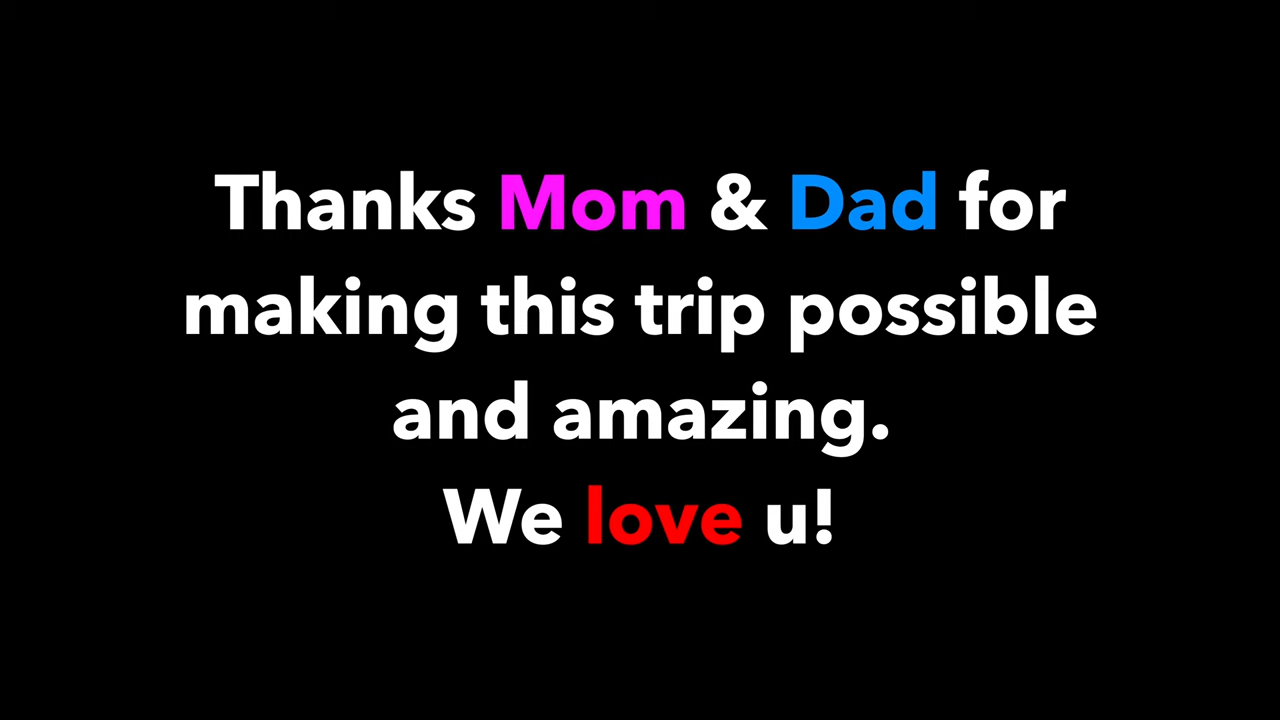 Thanks Mom & Dad for
making this trip possible
and amazing.
We love u!